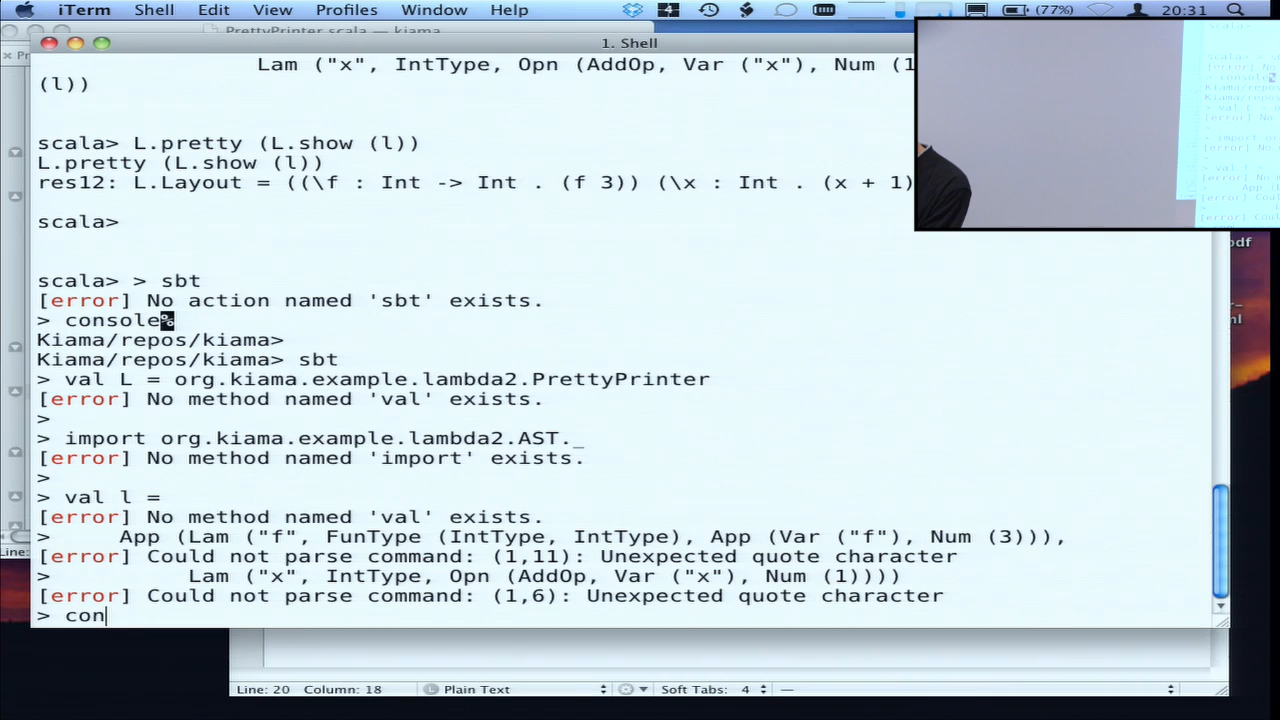 iTerm Shell Edit View Profiles Window Help 4 (77%) 20:31
PrettyPrinter.scala — kiama
1. Shell
Lam ("x", IntType, Opn (AddOp, Var ("x"), Num (1
(l))
scala> L.pretty (L.show (l))
L.pretty (L.show (l))
res12: L.Layout = ((\f : Int -> Int . (f 3)) (\x : Int . (x + 1)
scala>
scala> > sbt
[error] No action named 'sbt' exists.
> console%
Kiama/repos/kiama>
Kiama/repos/kiama> sbt
> val L = org.kiama.example.lambda2.PrettyPrinter
[error] No method named 'val' exists.
>
> import org.kiama.example.lambda2.AST._
[error] No method named 'import' exists.
>
> val l =
[error] No method named 'val' exists.
> App (Lam ("f", FunType (IntType, IntType), App (Var ("f"), Num (3))),
[error] Could not parse command: (1,11): Unexpected quote character
> Lam ("x", IntType, Opn (AddOp, Var ("x"), Num (1))))
[error] Could not parse command: (1,6): Unexpected quote character
> con
Line: 20 Column: 18 Plain Text Soft Tabs: 4 —